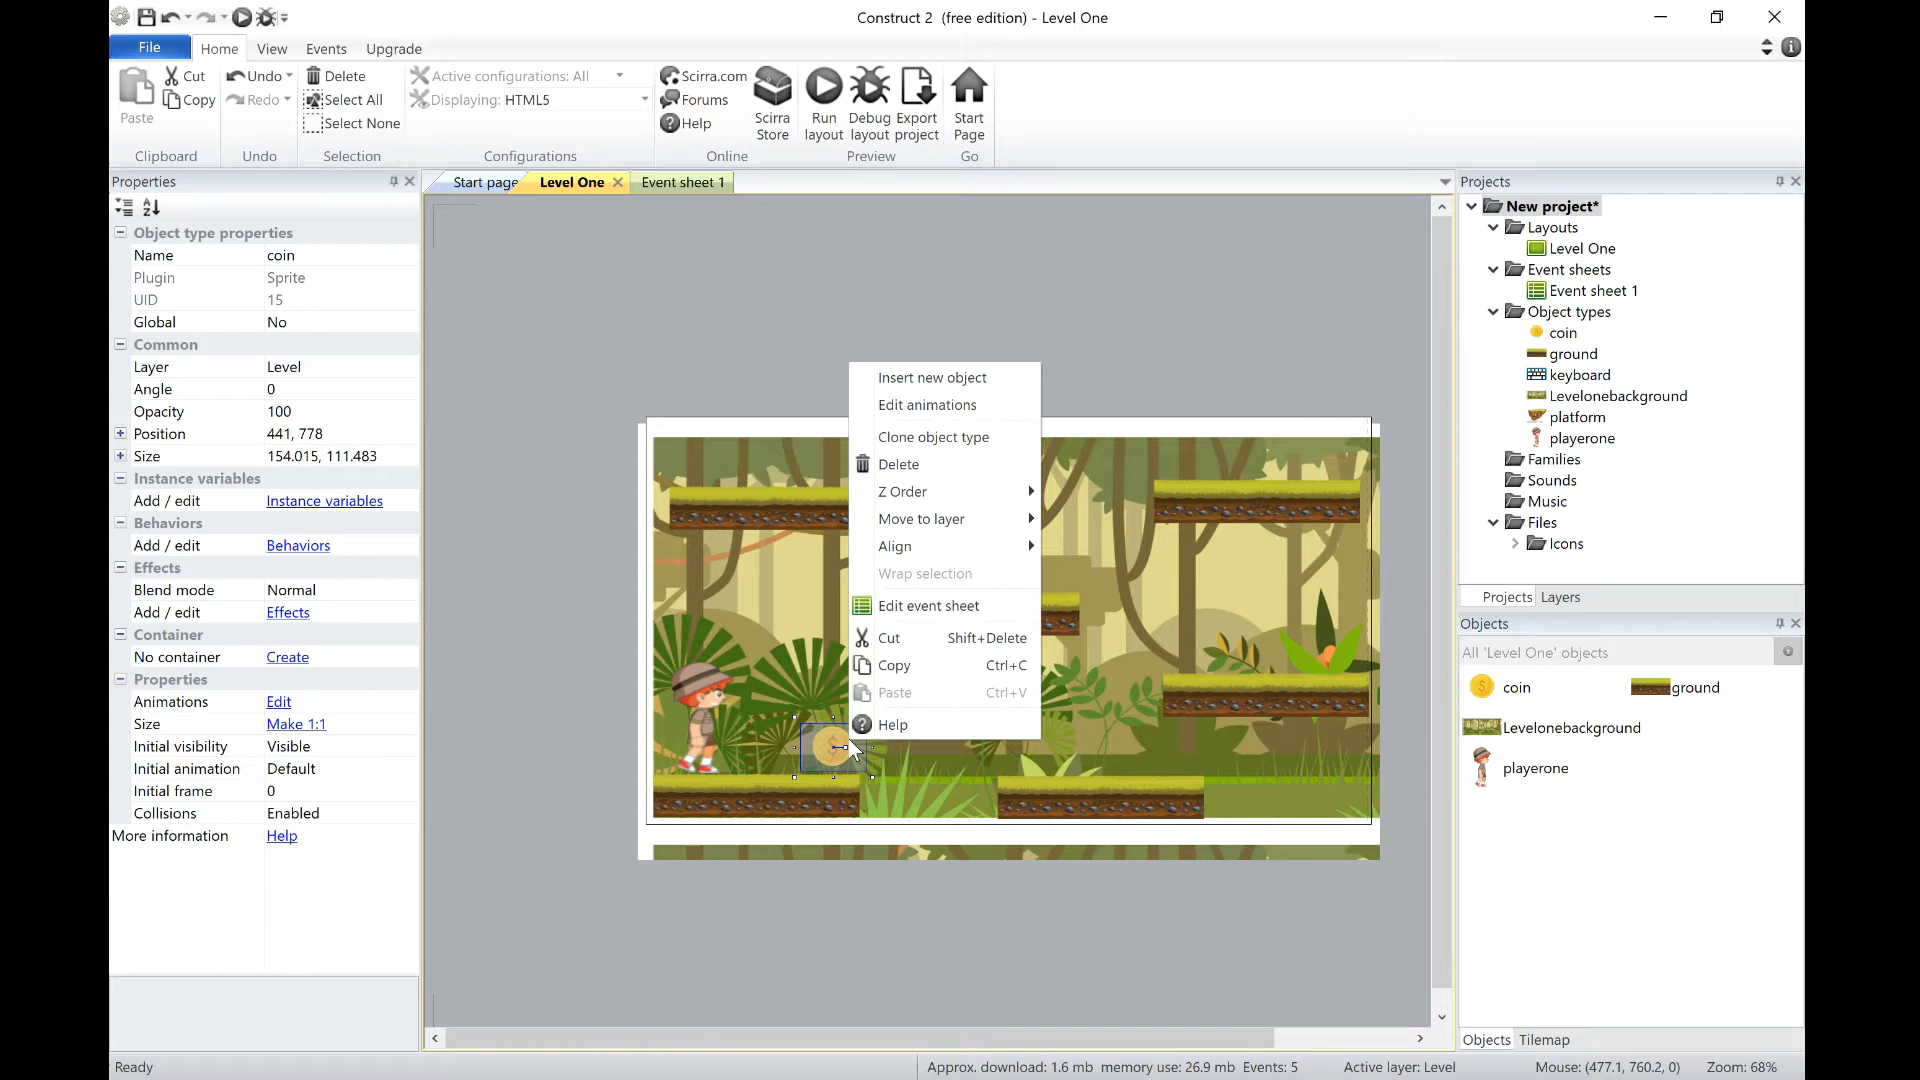 Construct 2 (free edition) - Level One
File Home View Events Upgrade
Paste
Cut
Copy
Clipboard
Undo
Redo
Undo
Delete
Select All
Select None
Selection
Active configurations: All
Displaying: HTML5
Configurations
Scirra.com
Forums
Help
Scirra
Store
Online
Run
layout
Debug
layout
Export
project
Preview
Start
Page
Go
Properties
Object type properties
Name coin
Plugin Sprite
UID 15
Global No
Common
Layer Level
Angle 0
Opacity 100
Position 441, 778
Size 154.015, 111.483
Instance variables
Add / edit Instance variables
Behaviors
Add / edit Behaviors
Effects
Blend mode Normal
Add / edit Effects
Container
No container Create
Properties
Animations Edit
Size Make 1:1
Initial visibility Visible
Initial animation Default
Initial frame 0
Collisions Enabled
More information Help
Start page Level One Event sheet 1
Insert new object
Edit animations
Clone object type
Delete
Z Order
Move to layer
Align
Wrap selection
Edit event sheet
Cut Shift+Delete
Copy Ctrl+C
Paste Ctrl+V
Help
Projects
New project*
Layouts
Level One
Event sheets
Event sheet 1
Object types
coin
ground
keyboard
Levelonebackground
platform
playerone
Families
Sounds
Music
Files
Icons
Projects Layers
Objects
All 'Level One' objects
coin ground
Levelonebackground
playerone
Objects Tilemap
Ready
Approx. download: 1.6 mb memory use: 26.9 mb Events: 5 Active layer: Level Mouse: (477.1, 760.2, 0) Zoom: 68%